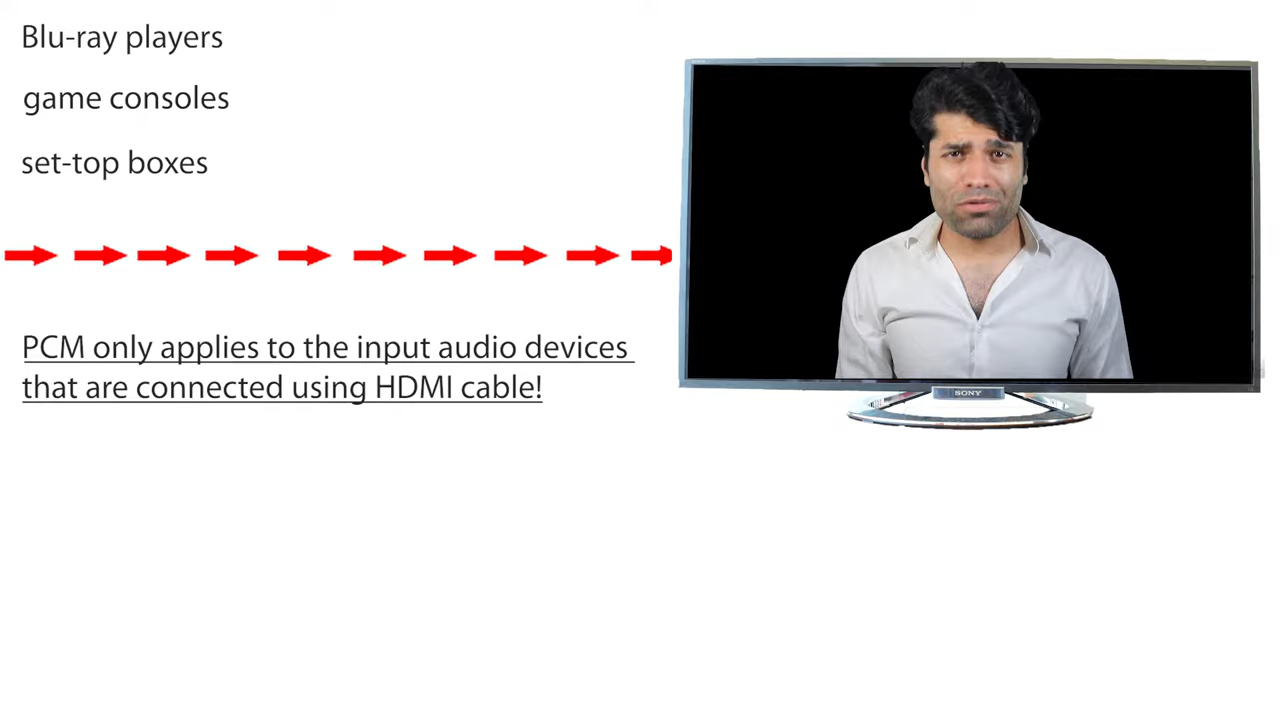 Blu-ray players
game consoles
set-top boxes
PCM only applies to the input audio devices
that are connected using HDMI cable!
SONY